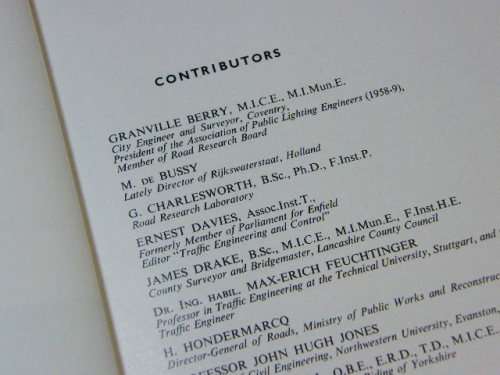 CONTRIBUTORS
GRANVILLE BERRY, M.I.C.E., M.I.Mun.E.
City Engineer and Surveyor, Coventry,
President of the Association of Public Lighting Engineers (1958-9),
Member of Road Research Board
M. DE BUSSY
Lately Director of Rijkswaterstaat, Holland
G. CHARLESWORTH, B.Sc., Ph.D., F.Inst.P.
Road Research Laboratory
ERNEST DAVIES, Assoc.Inst.T.,
Formerly Member of Parliament for Enfield
Editor "Traffic Engineering and Control"
JAMES DRAKE, B.Sc., M.I.C.E., M.I.Mun.E., F.Inst.H.E.
County Surveyor and Bridgemaster, Lancashire County Council
DR. ING. HABIL. MAX-ERICH FEUCHTINGER
Professor in Traffic Engineering at the Technical University, Stuttgart, and
Traffic Engineer
H. HONDERMARCQ
Director-General of Roads, Ministry of Public Works and Reconstruc
PROFESSOR JOHN HUGH JONES
of Civil Engineering, Northwestern University, Evanston,
O.B.E., E.R.D., T.D., M.I.C.E.
Riding of Yorkshire